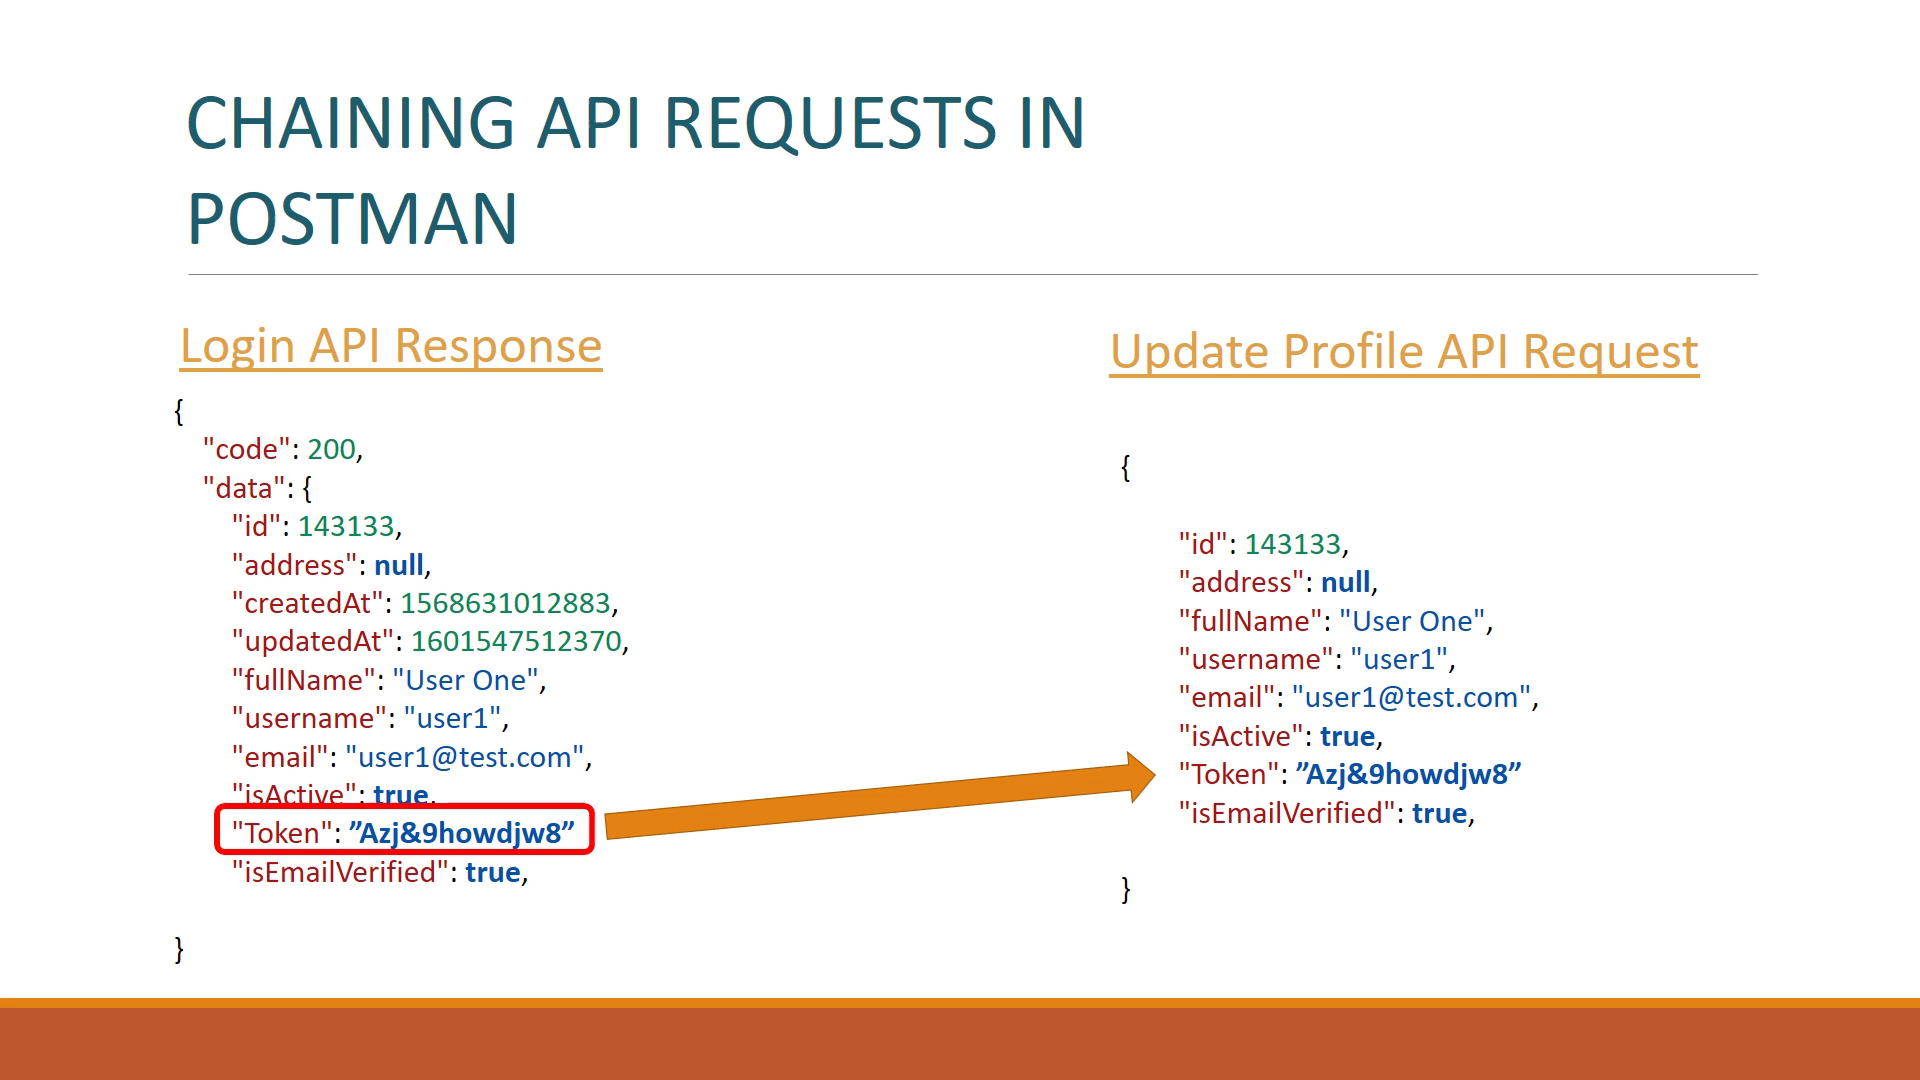 CHAINING API REQUESTS IN
POSTMAN
Login API Response
{
"code": 200,
"data": {
"id": 143133,
"address": null,
"createdAt": 1568631012883,
"updatedAt": 1601547512370,
"fullName": "User One",
"username": "user1",
"email": "user1@test.com",
"isActive": true,
"Token": ”Azj&9howdjw8”
"isEmailVerified": true,
}
Update Profile API Request
{
"id": 143133,
"address": null,
"fullName": "User One",
"username": "user1",
"email": "user1@test.com",
"isActive": true,
"Token": ”Azj&9howdjw8”
"isEmailVerified": true,
}